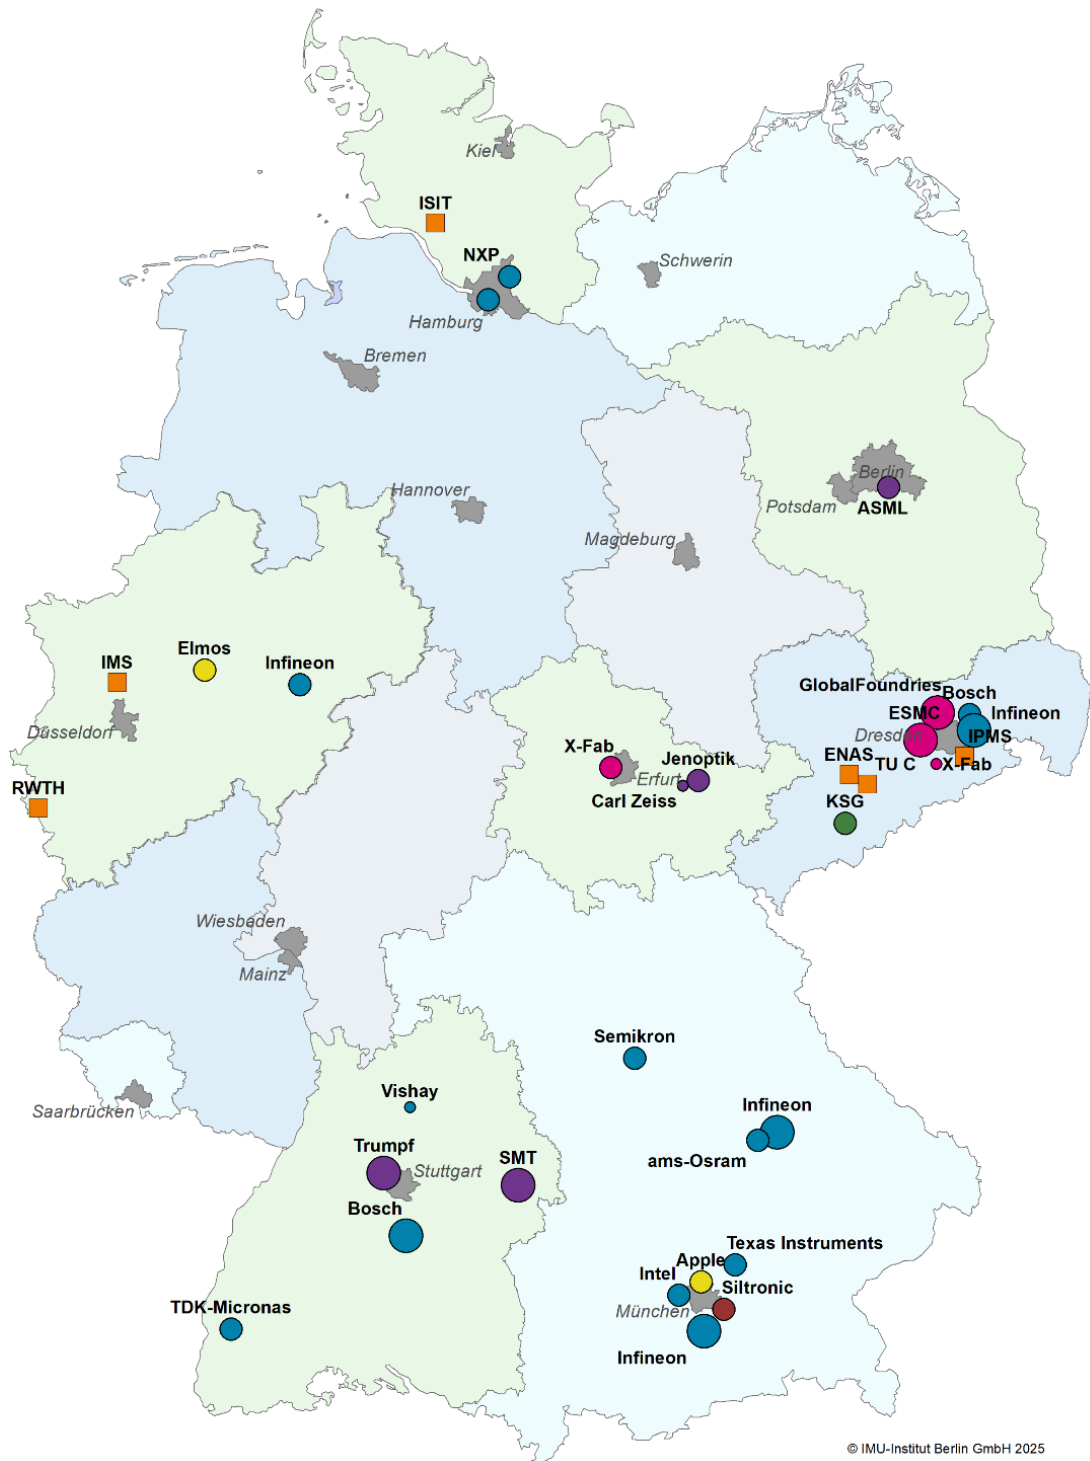 Kiel
ISIT
NXP
Schwerin
Hamburg
Bremen
Hannover
Berlin
Potsdam
ASML
Magdeburg
Elmos
IMS
Infineon
Düsseldorf
GlobalFoundries
Bosch
ESMC
Infineon
Dresden
IPMS
X-Fab
ENAS
TU C
X-Fab
Jenoptik
Erfurt
RWTH
Carl Zeiss
KSG
Wiesbaden
Mainz
Semikron
Vishay
Saarbrücken
Infineon
Trumpf
SMT
ams-Osram
Stuttgart
Bosch
Texas Instruments
Apple
Intel
Siltronic
TDK-Micronas
München
Infineon
© IMU-Institut Berlin GmbH 2025